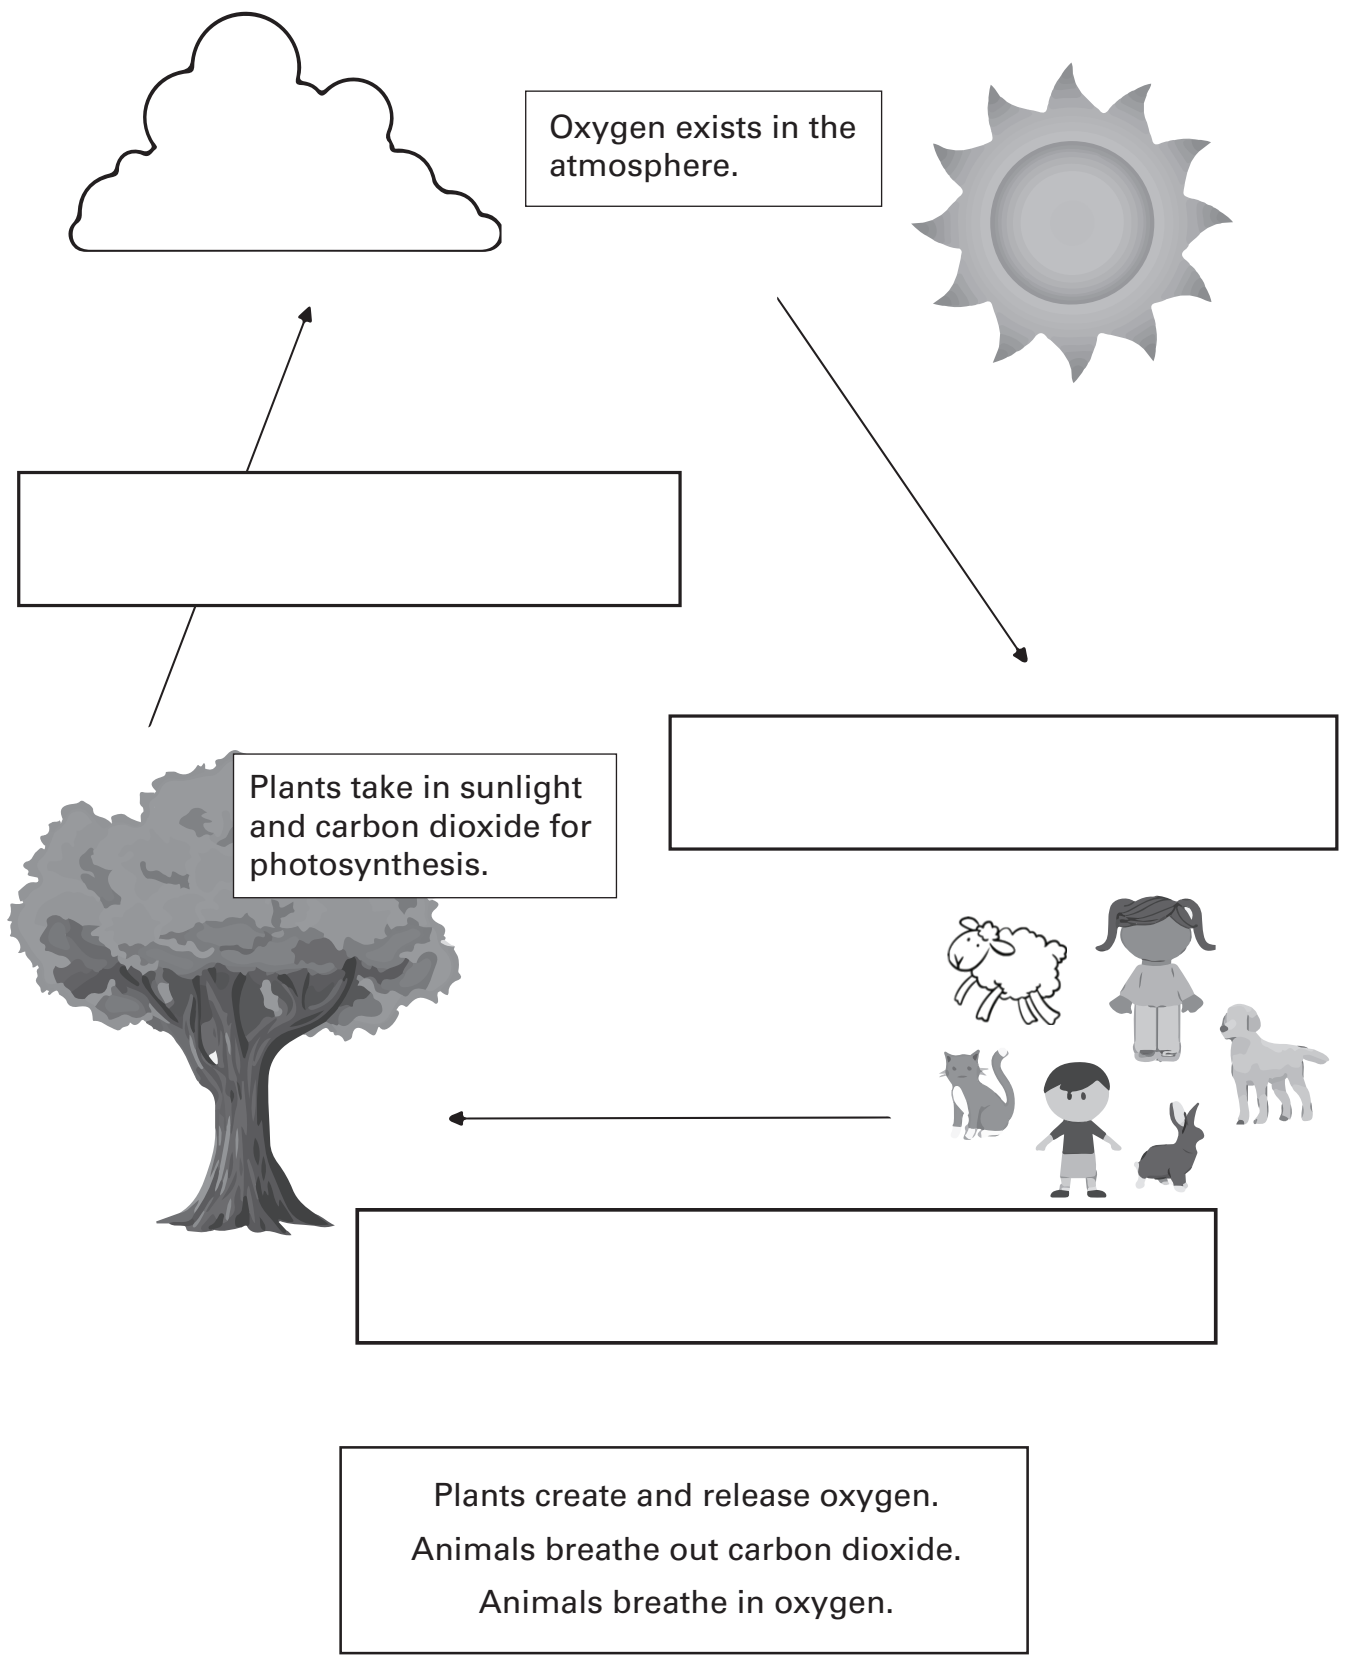 Oxygen exists in the
atmosphere.
Plants take in sunlight
and carbon dioxide for
photosynthesis.
Plants create and release oxygen.
Animals breathe out carbon dioxide.
Animals breathe in oxygen.